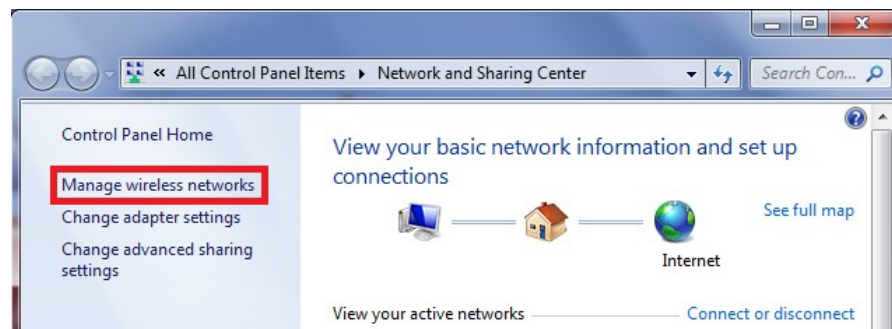 « All Control Panel Items ▸ Network and Sharing Center
Search Con...
Control Panel Home
Manage wireless networks
Change adapter settings
Change advanced sharing
settings
View your basic network information and set up
connections
See full map
Internet
View your active networks
Connect or disconnect